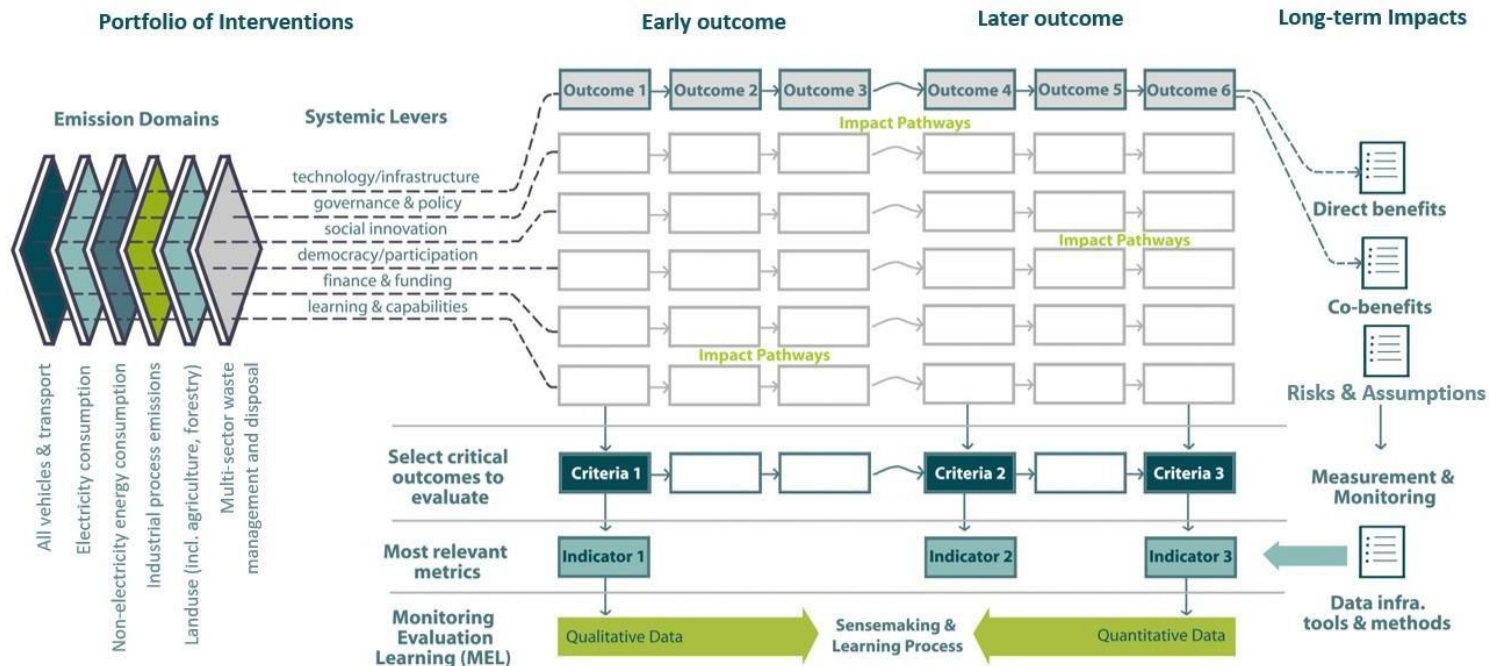 Portfolio of Interventions
Early outcome
Later outcome
Long-term Impacts
Emission Domains
Systemic Levers
technology/infrastructure
governance & policy
social innovation
democracy/participation
finance & funding
learning & capabilities
All vehicles & transport
Electricity consumption
Non-electricity energy consumption
Industrial process emissions
Landuse (incl. agriculture, forestry)
Multi-sector waste
management and disposal
Outcome 1
Outcome 2
Outcome 3
Outcome 4
Outcome 5
Outcome 6
Impact Pathways
Impact Pathways
Impact Pathways
Direct benefits
Co-benefits
Risks & Assumptions
Measurement &
Monitoring
Data infra.
tools & methods
Select critical
outcomes to
evaluate
Criteria 1
Criteria 2
Criteria 3
Most relevant
metrics
Indicator 1
Indicator 2
Indicator 3
Monitoring
Evaluation
Learning (MEL)
Qualitative Data
Sensemaking &
Learning Process
Quantitative Data